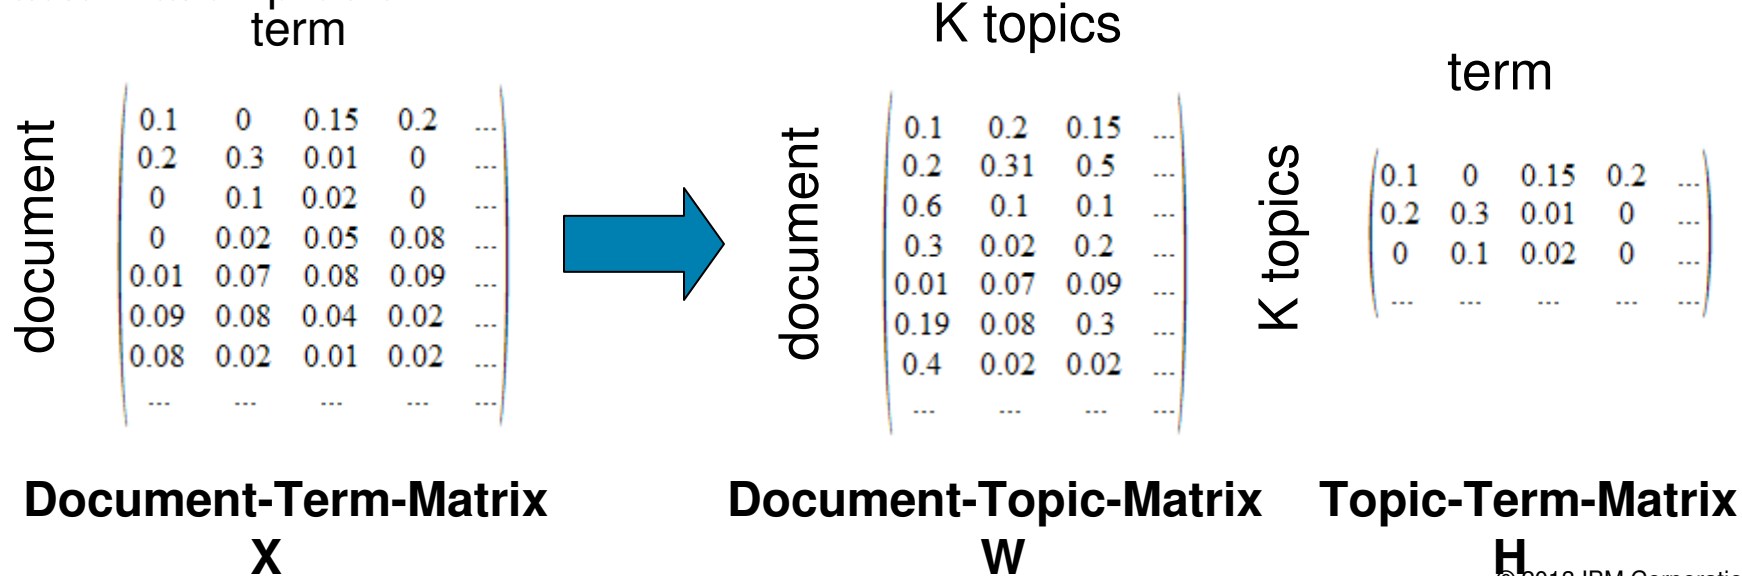 term
document
0.1 0 0.15 0.2 ...
0.2 0.3 0.01 0 ...
0 0.1 0.02 0 ...
0 0.02 0.05 0.08 ...
0.01 0.07 0.08 0.09 ...
0.09 0.08 0.04 0.02 ...
0.08 0.02 0.01 0.02 ...
... ... ... ... ...
Document-Term-Matrix
X
K topics
document
0.1 0.2 0.15 ...
0.2 0.31 0.5 ...
0.6 0.1 0.1 ...
0.3 0.02 0.2 ...
0.01 0.07 0.09 ...
0.19 0.08 0.3 ...
0.4 0.02 0.02 ...
... ... ... ...
Document-Topic-Matrix
W
term
K topics
0.1 0 0.15 0.2 ...
0.2 0.3 0.01 0 ...
0 0.1 0.02 0 ...
... ... ... ... ...
Topic-Term-Matrix
H
IBM